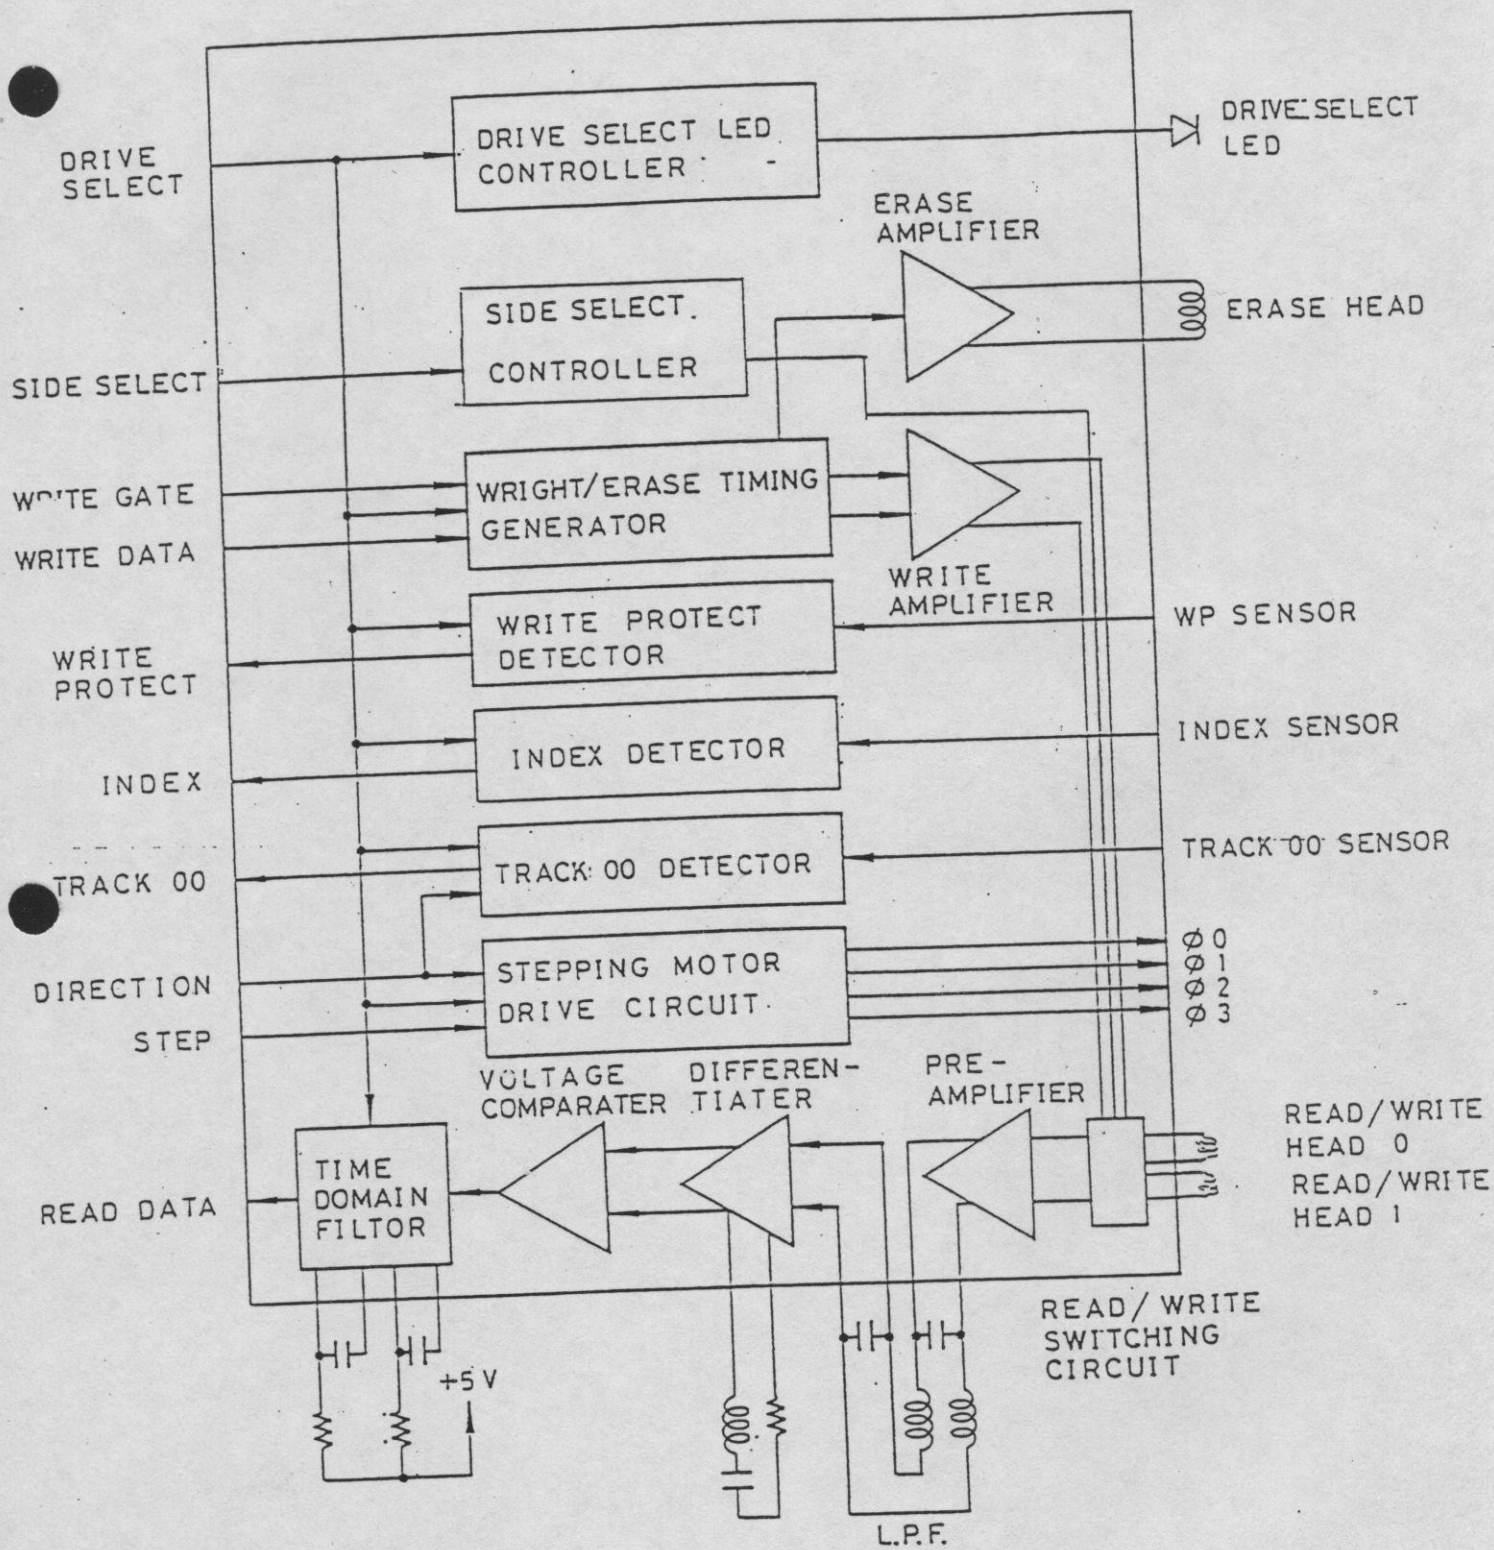 DRIVE
SELECT
DRIVE SELECT LED
CONTROLLER
DRIVE SELECT
LED
ERASE
AMPLIFIER
SIDE SELECT
CONTROLLER
ERASE HEAD
SIDE SELECT
WRITE GATE
WRIGHT/ERASE TIMING
GENERATOR
WRITE DATA
WRITE
AMPLIFIER
WRITE PROTECT
DETECTOR
WP SENSOR
WRITE
PROTECT
INDEX DETECTOR
INDEX SENSOR
INDEX
TRACK 00 DETECTOR
TRACK 00 SENSOR
TRACK 00
DIRECTION
STEPPING MOTOR
DRIVE CIRCUIT
Ø 0
Ø 1
Ø 2
Ø 3
STEP
VOLTAGE
COMPARATER
DIFFEREN-
TIATER
PRE-
AMPLIFIER
READ/WRITE
HEAD 0
READ/WRITE
HEAD 1
READ DATA
TIME
DOMAIN
FILTOR
READ/WRITE
SWITCHING
CIRCUIT
+5V
L.P.F.